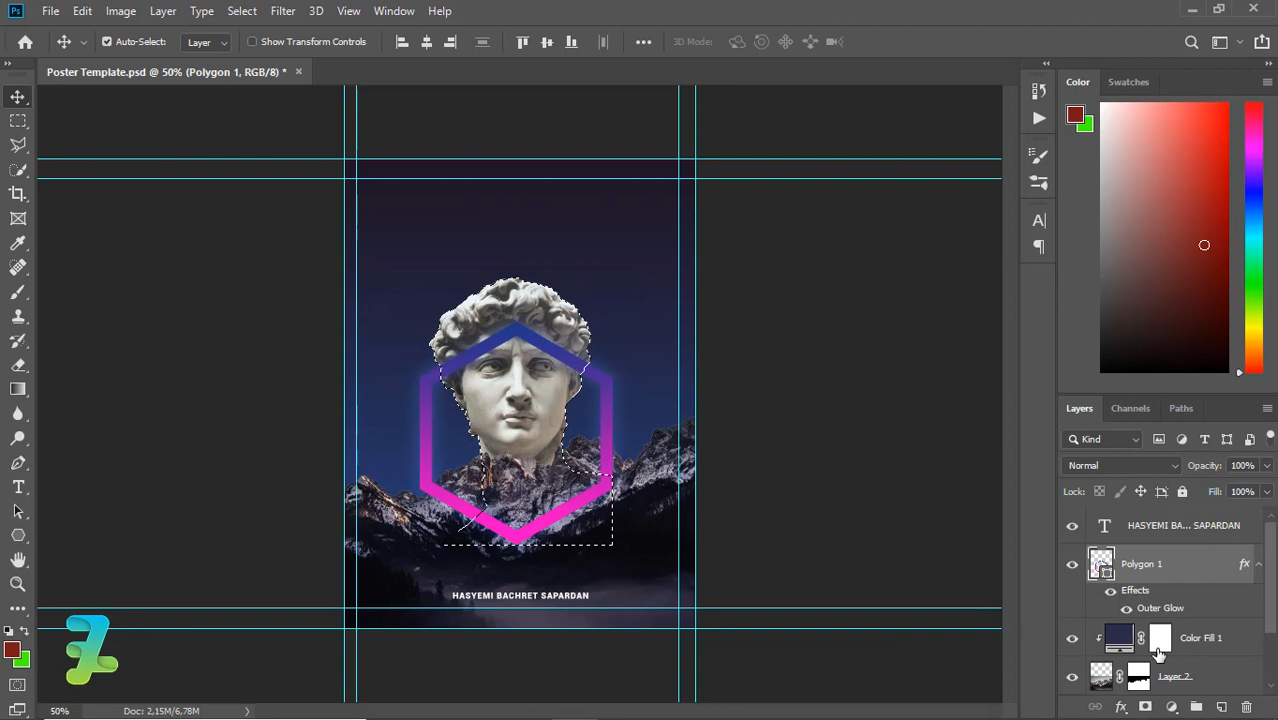 Ps File Edit Image Layer Type Select Filter 3D View Window Help
Auto-Select: Layer Show Transform Controls 3D Mode:
Poster Template.psd @ 50% (Polygon 1, RGB/8) *
Color Swatches
Layers Channels Paths
Kind
Normal Opacity: 100%
Lock: Fill: 100%
T HASYEMI BA... SAPARDAN
Polygon 1 fx
Effects
Outer Glow
Color Fill 1
Layer 2
HASYEMI BACHRET SAPARDAN
50% Doc: 2,15M/6,78M